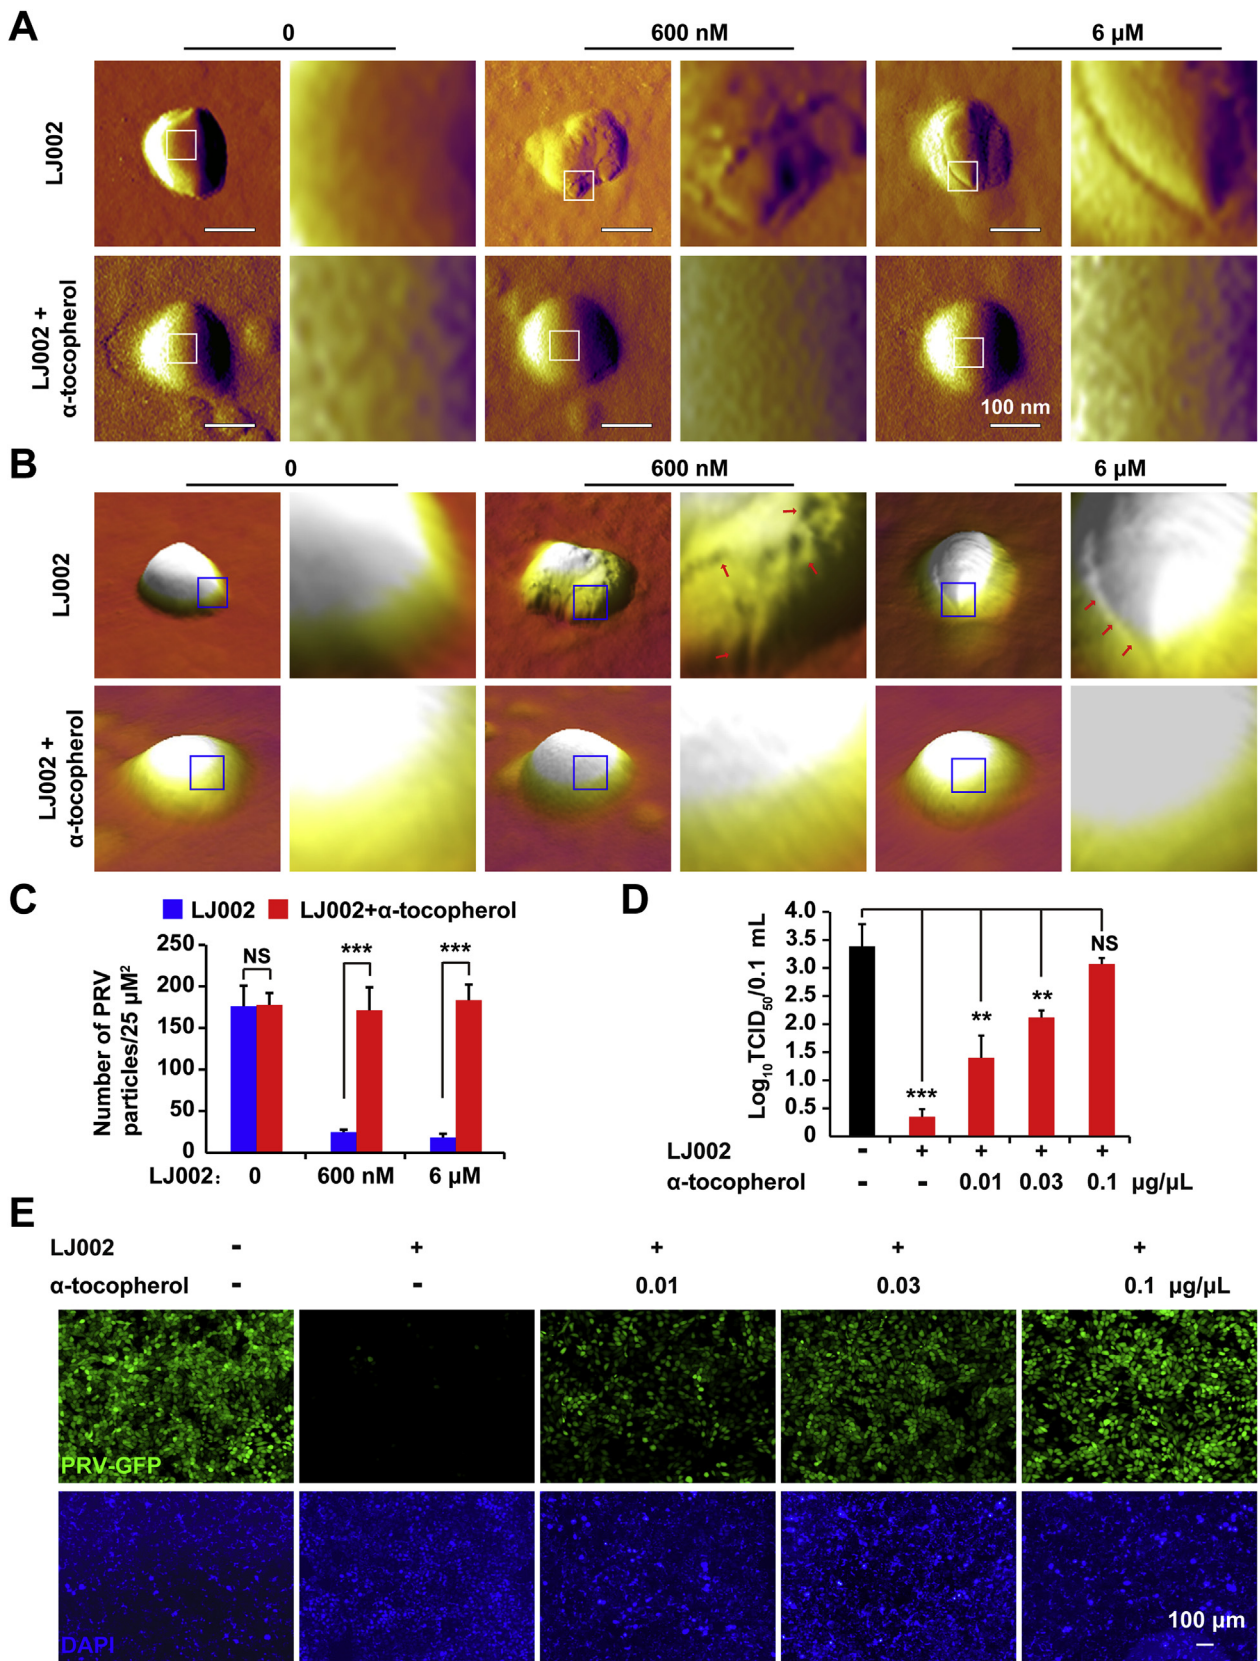 A
0
600 nM
6 µM
LJ002
LJ002 +
α-tocopherol
100 nm
B
0
600 nM
6 µM
LJ002
LJ002 +
α-tocopherol
C
LJ002
LJ002+α-tocopherol
Number of PRV
particles/25 µM²
250
200
150
100
50
0
NS
***
***
LJ002:
0
600 nM
6 µM
D
Log₁₀TCID₅₀/0.1 mL
4.0
3.5
3.0
2.5
2.0
1.5
1.0
0.5
0
***
**
**
NS
LJ002 - + + + +
α-tocopherol - - 0.01 0.03 0.1 µg/µL
E
LJ002 - + + + +
α-tocopherol - - 0.01 0.03 0.1 µg/µL
PRV-GFP
DAPI
100 µm